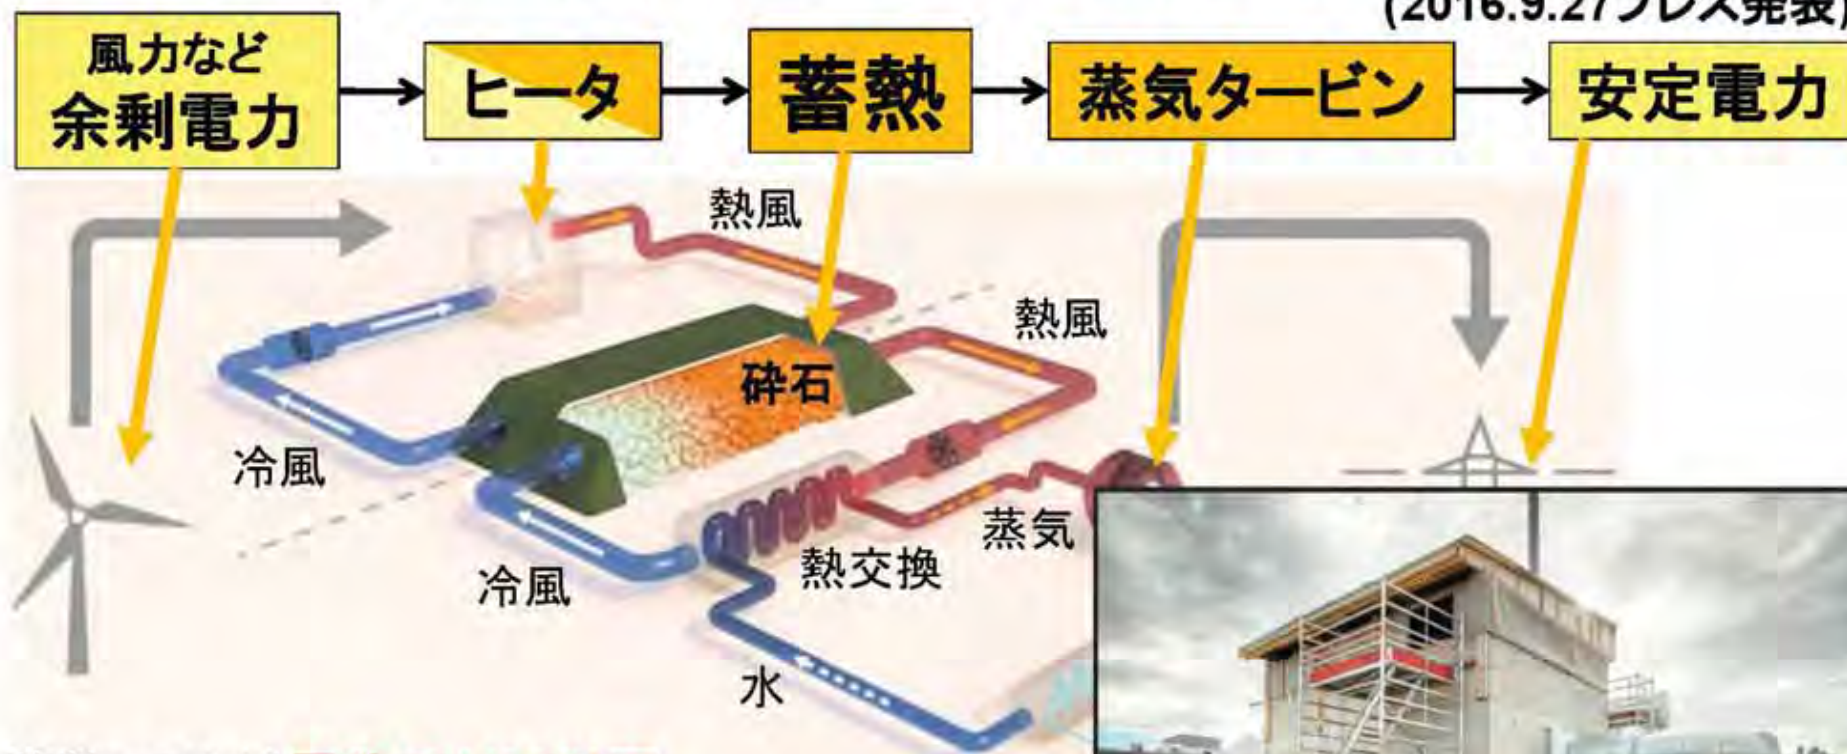 (2016.9.27プレス発表)
風力など
余剰電力
ヒータ
蓄熱
蒸気タービン
安定電力
熱風
熱風
砕石
冷風
蒸気
熱交換
冷風
水